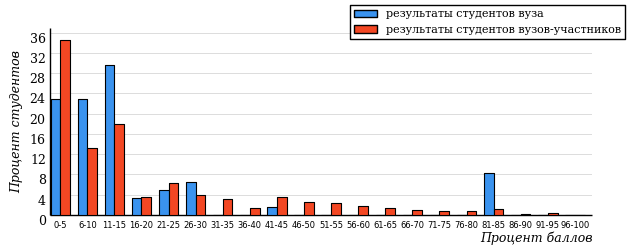 результаты студентов вуза
результаты студентов вузов-участников
Процент студентов
36
32
28
24
20
16
12
8
4
0
0-5 6-10 11-15 16-20 21-25 26-30 31-35 36-40 41-45 46-50 51-55 56-60 61-65 66-70 71-75 76-80 81-85 86-90 91-95 96-100
Процент баллов